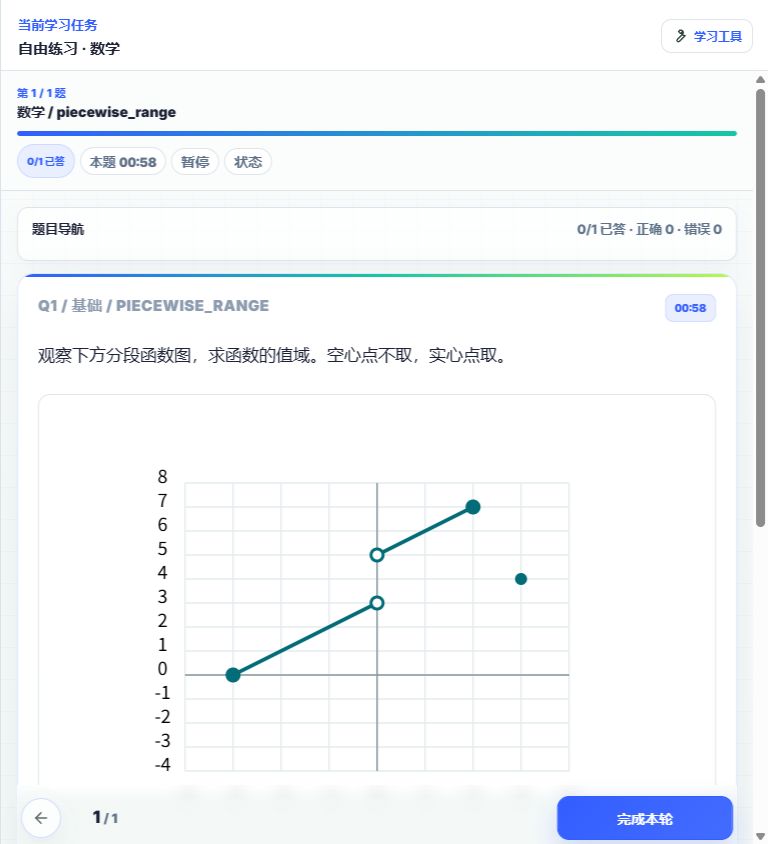 当前学习任务
自由练习 · 数学
学习工具
第 1 / 1 题
数学 / piecewise_range
0/1 已答
本题 00:58
暂停
状态
题目导航
0/1 已答 · 正确 0 · 错误 0
Q1 / 基础 / PIECEWISE_RANGE
00:58
观察下方分段函数图，求函数的值域。空心点不取，实心点取。
8
7
6
5
4
3
2
1
0
-1
-2
-3
-4
1 / 1
完成本轮